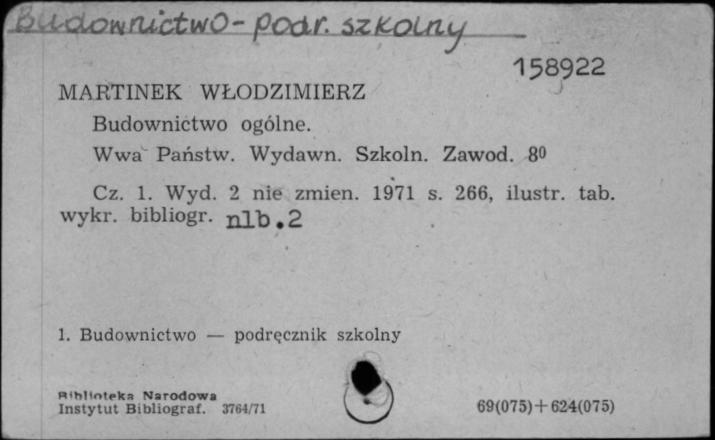 Budownictwo - podr. szkolny
158922
MARTINEK WŁODZIMIERZ
Budownictwo ogólne.
Wwa Państw. Wydawn. Szkoln. Zawod. 8⁰
Cz. 1. Wyd. 2 nie zmien. 1971 s. 266, ilustr. tab.
wykr. bibliogr. nlb.2
1. Budownictwo — podręcznik szkolny
Biblioteka Narodowa
Instytut Bibliograf. 3764/71
69(075)+624(075)